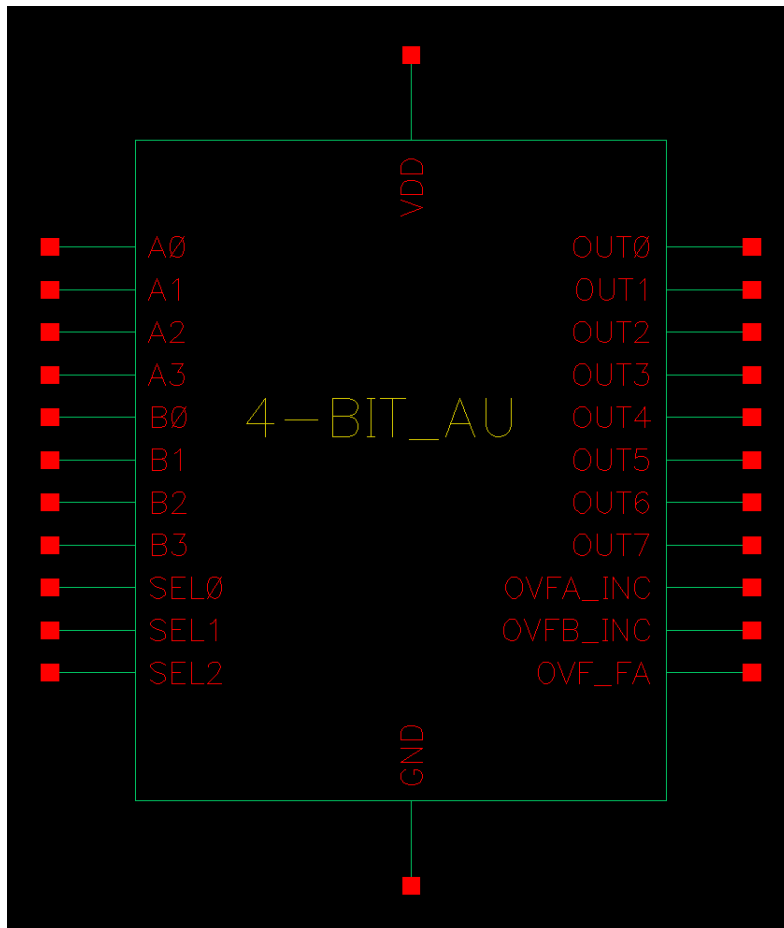 VDD
A0 OUT0
A1 OUT1
A2 OUT2
A3 OUT3
B0 4-BIT_AU OUT4
B1 OUT5
B2 OUT6
B3 OUT7
SEL0 OVFA_INC
SEL1 OVFB_INC
SEL2 OVF_FA
GND